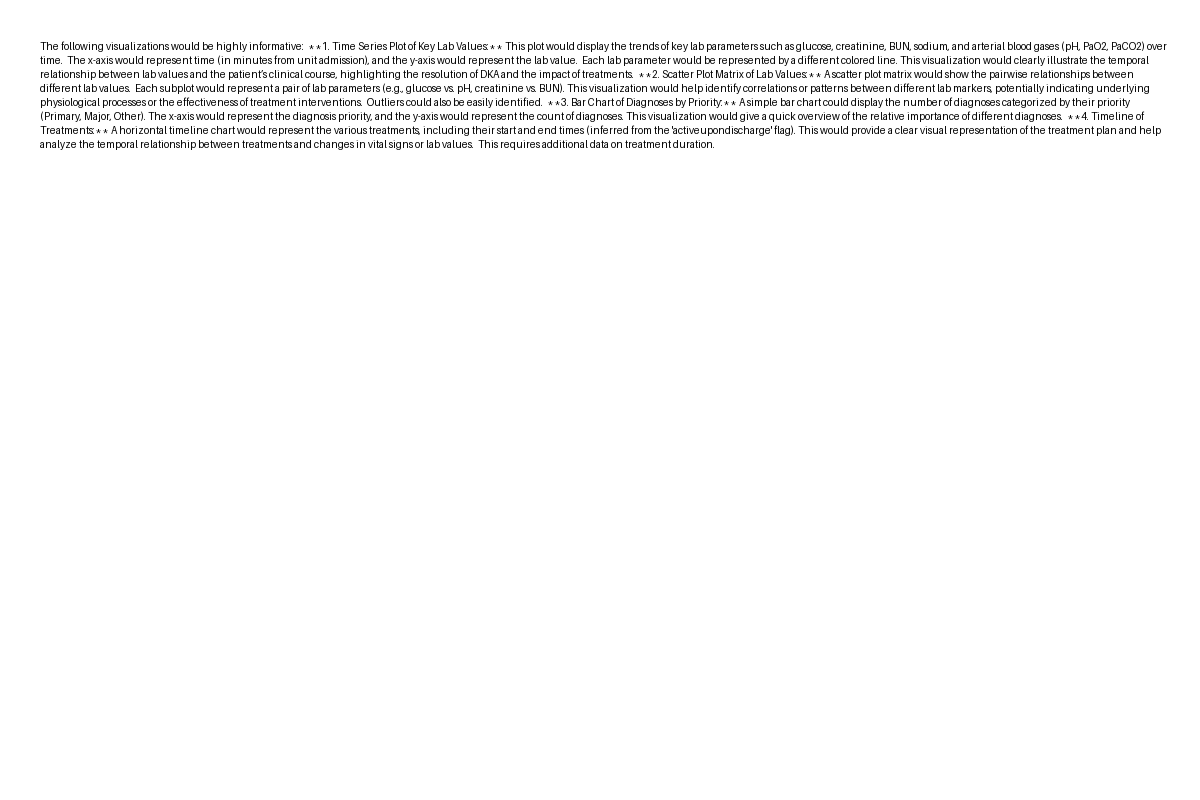 The following visualizations would be highly informative:  **1. Time Series Plot of Key Lab Values:** This plot would display the trends of key lab parameters such as glucose, creatinine, BUN, sodium, and arterial blood gases (pH, PaO2, PaCO2) over
time.  The x-axis would represent time (in minutes from unit admission), and the y-axis would represent the lab value.  Each lab parameter would be represented by a different colored line. This visualization would clearly illustrate the temporal
relationship between lab values and the patient's clinical course, highlighting the resolution of DKA and the impact of treatments.  **2. Scatter Plot Matrix of Lab Values:** A scatter plot matrix would show the pairwise relationships between
different lab values.  Each subplot would represent a pair of lab parameters (e.g., glucose vs. pH, creatinine vs. BUN). This visualization would help identify correlations or patterns between different lab markers, potentially indicating underlying
physiological processes or the effectiveness of treatment interventions.  Outliers could also be easily identified.  **3. Bar Chart of Diagnoses by Priority:** A simple bar chart could display the number of diagnoses categorized by their priority
(Primary, Major, Other). The x-axis would represent the diagnosis priority, and the y-axis would represent the count of diagnoses. This visualization would give a quick overview of the relative importance of different diagnoses.  **4. Timeline of
Treatments:** A horizontal timeline chart would represent the various treatments, including their start and end times (inferred from the 'activeupondischarge' flag). This would provide a clear visual representation of the treatment plan and help
analyze the temporal relationship between treatments and changes in vital signs or lab values.  This requires additional data on treatment duration.